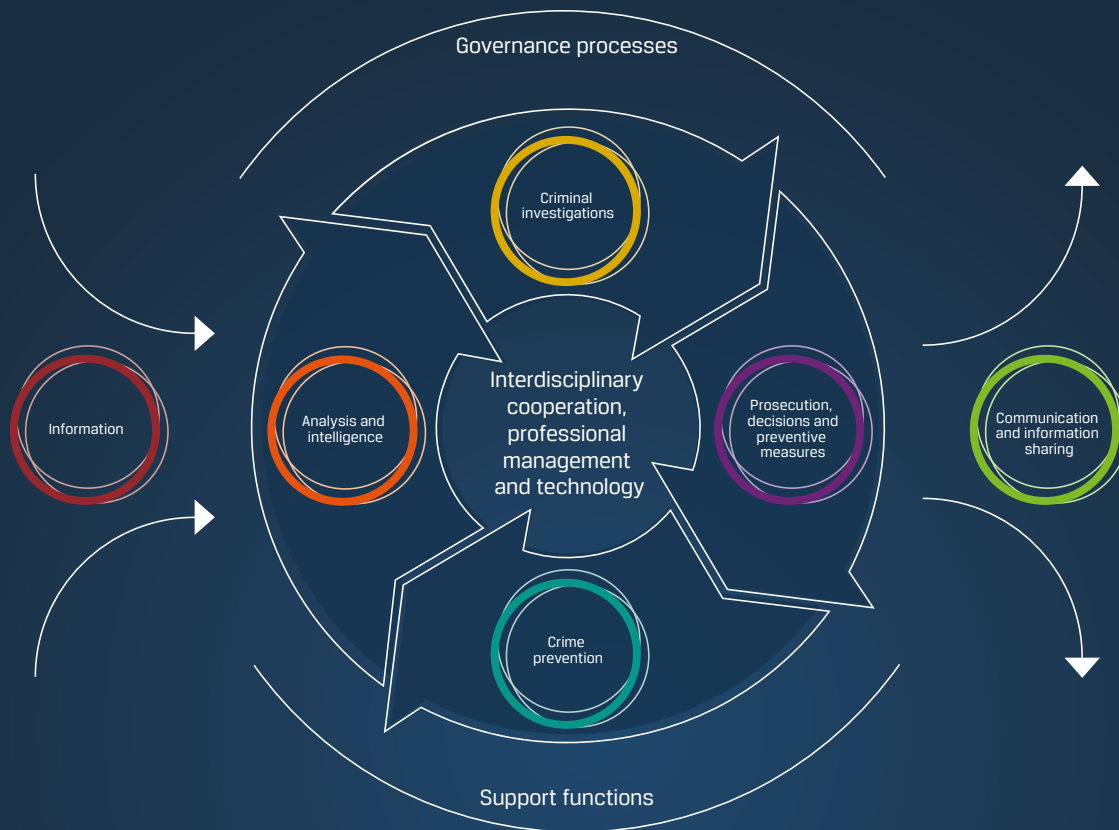 Governance processes
Criminal
investigations
Information
Analysis and
intelligence
Interdisciplinary
cooperation,
professional
management
and technology
Prosecution,
decisions and
preventive
measures
Communication
and information
sharing
Crime
prevention
Support functions